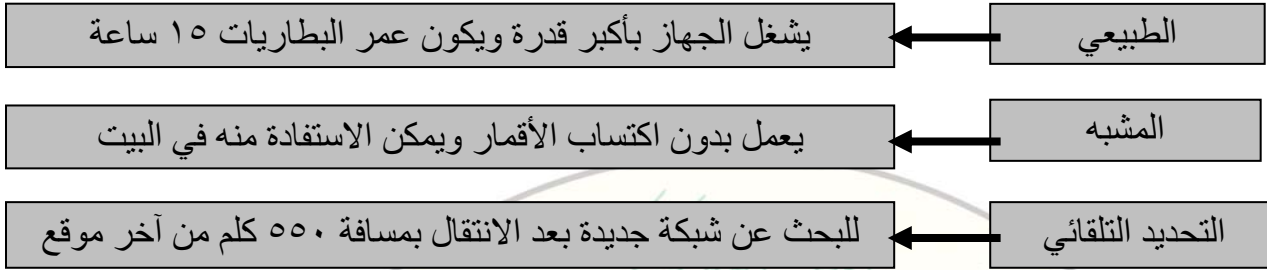 الطبيعي
يشغل الجهاز بأكبر قدرة ويكون عمر البطاريات ١٥ ساعة
المشبه
يعمل بدون اكتساب الأقمار ويمكن الاستفادة منه في البيت
التحديد التلقائي
للبحث عن شبكة جديدة بعد الانتقال بمسافة ٥٥٠ كلم من آخر موقع